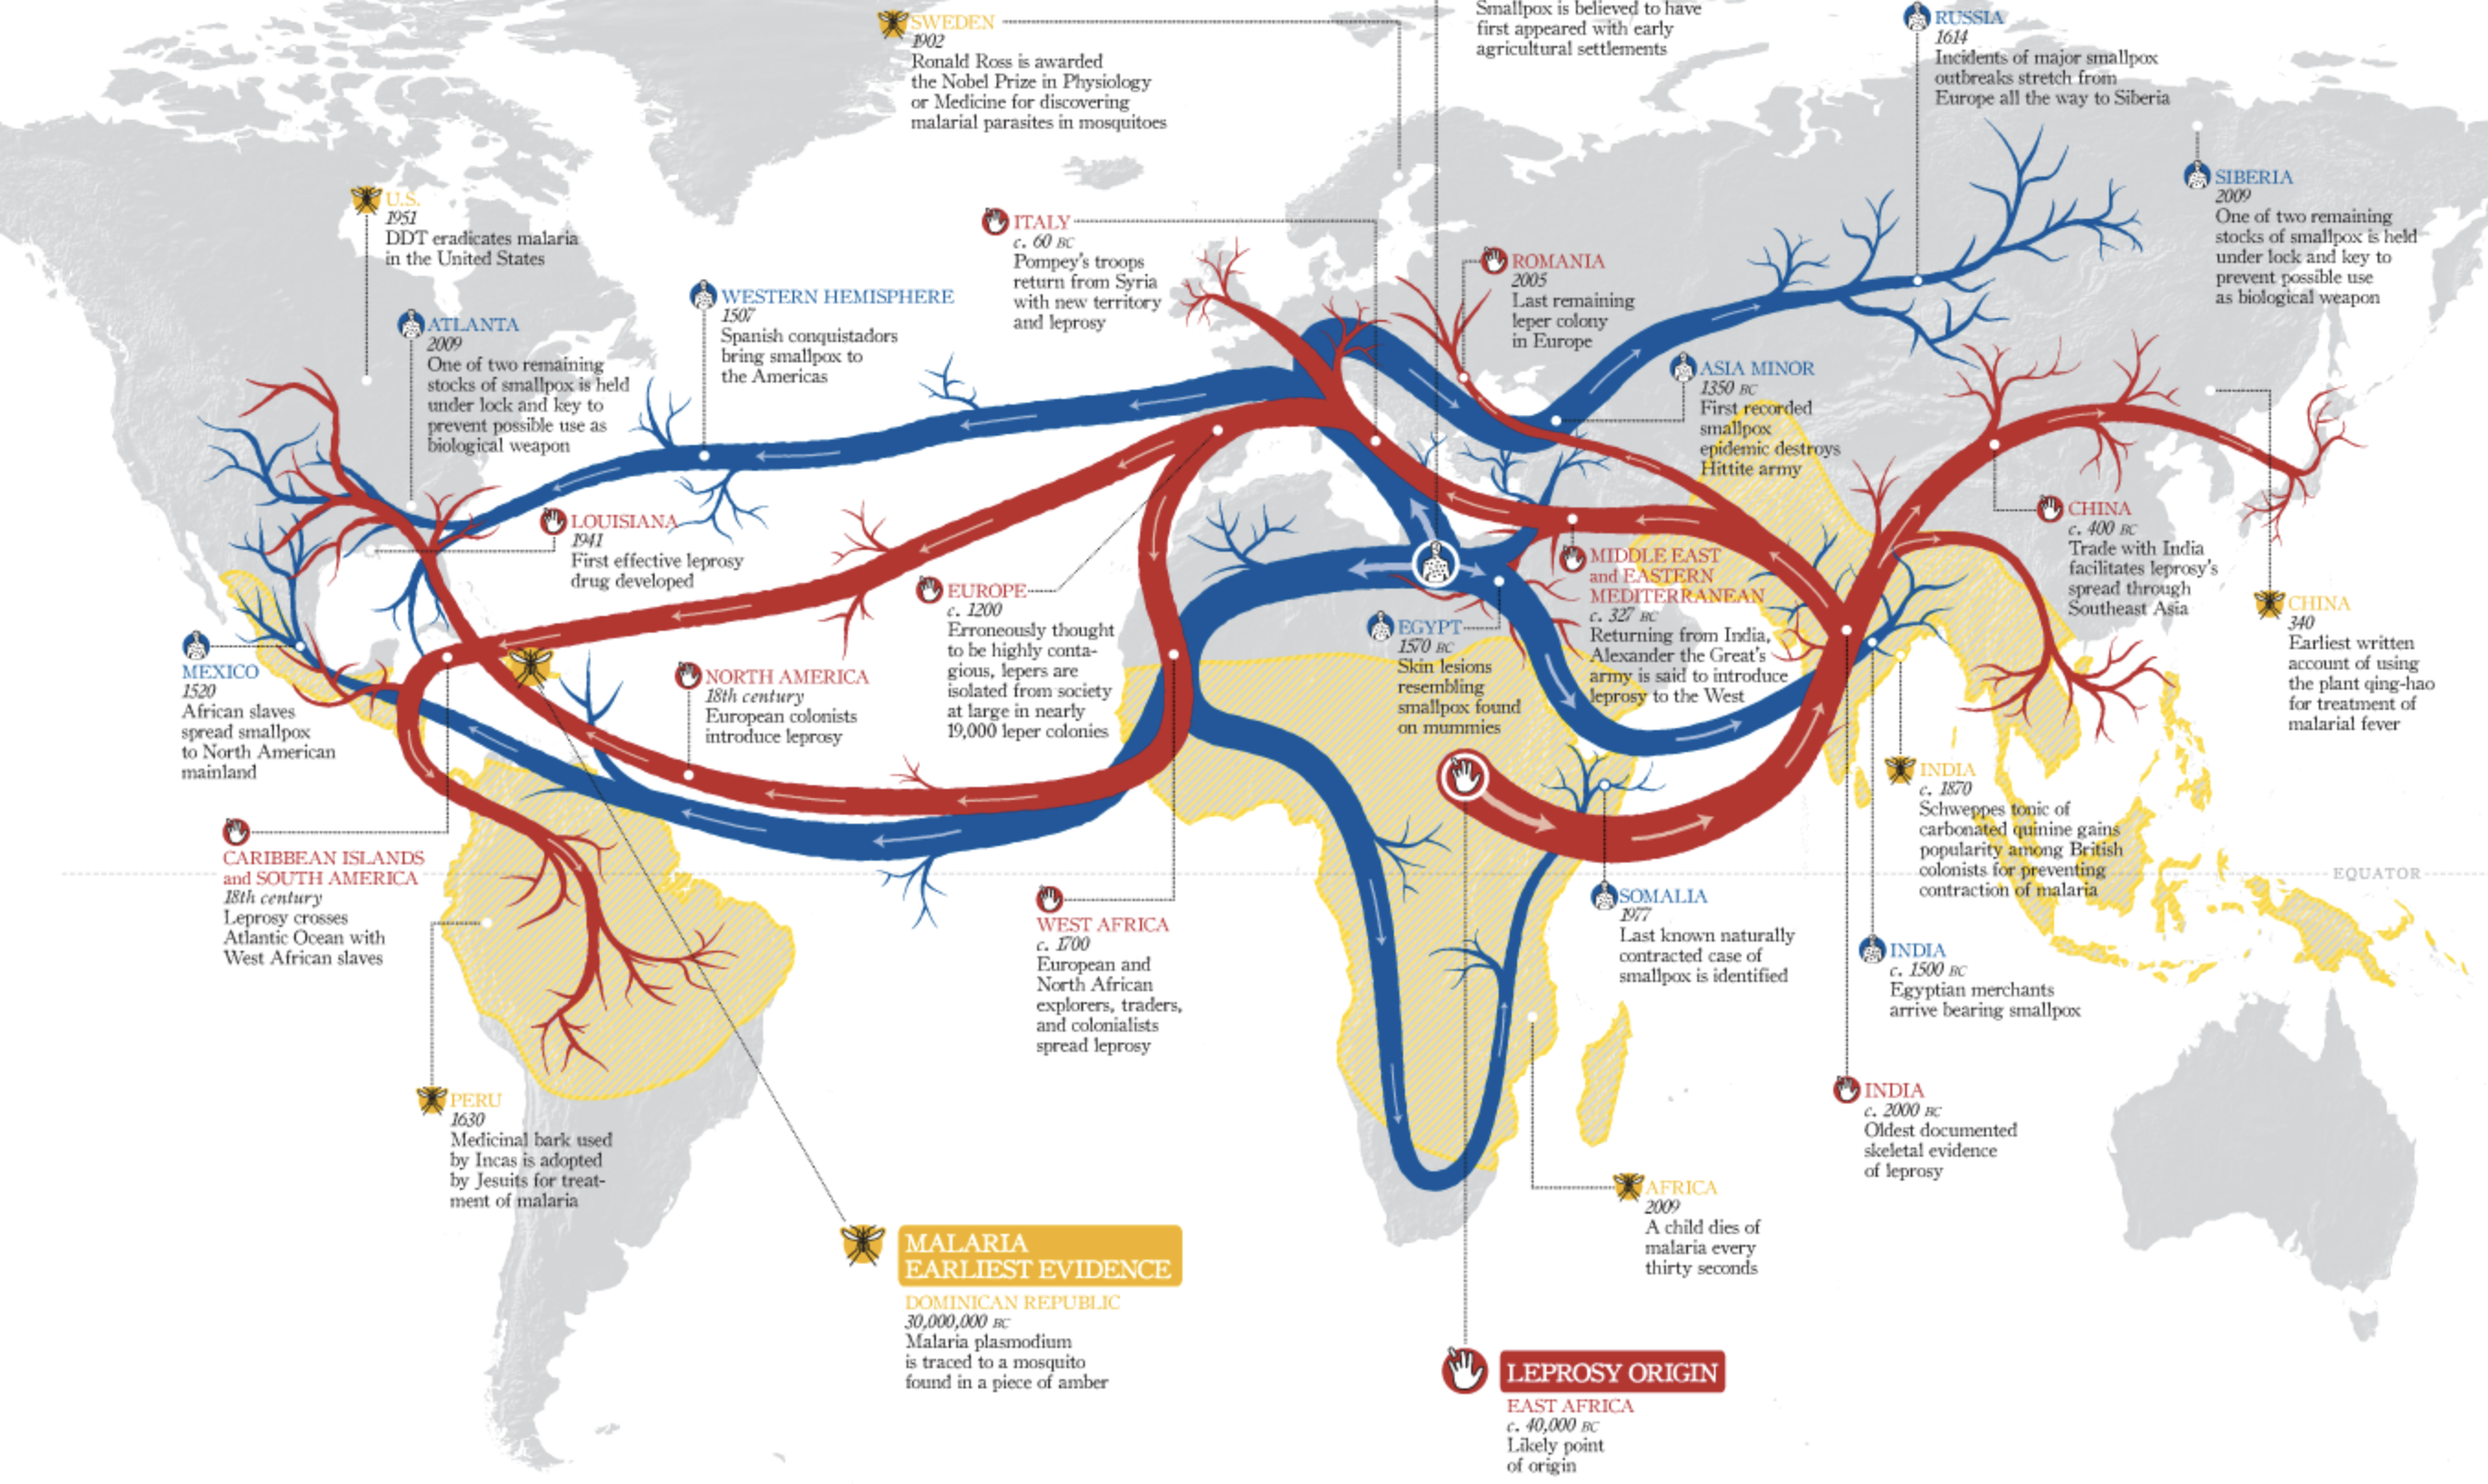 SWEDEN
1902
Ronald Ross is awarded
the Nobel Prize in Physiology
or Medicine for discovering
malarial parasites in mosquitoes
Smallpox is believed to have
first appeared with early
agricultural settlements
RUSSIA
1614
Incidents of major smallpox
outbreaks stretch from
Europe all the way to Siberia
SIBERIA
2009
One of two remaining
stocks of smallpox is held
under lock and key to
prevent possible use
as biological weapon
U.S.
1951
DDT eradicates malaria
in the United States
ATLANTA
2009
One of two remaining
stocks of smallpox is held
under lock and key to
prevent possible use as
biological weapon
WESTERN HEMISPHERE
1507
Spanish conquistadors
bring smallpox to
the Americas
ITALY
c. 60 BC
Pompey's troops
return from Syria
with new territory
and leprosy
ROMANIA
2005
Last remaining
leper colony
in Europe
ASIA MINOR
1350 BC
First recorded
smallpox
epidemic destroys
Hittite army
LOUISIANA
1941
First effective leprosy
drug developed
EUROPE
c. 1200
Erroneously thought
to be highly conta-
gious, lepers are
isolated from society
at large in nearly
19,000 leper colonies
EGYPT
1570 BC
Skin lesions
resembling
smallpox found
on mummies
MIDDLE EAST
and EASTERN
MEDITERRANEAN
c. 327 BC
Returning from India,
Alexander the Great's
army is said to introduce
leprosy to the West
CHINA
c. 400 BC
Trade with India
facilitates leprosy's
spread through
Southeast Asia
CHINA
340
Earliest written
account of using
the plant qing-hao
for treatment of
malarial fever
MEXICO
1520
African slaves
spread smallpox
to North American
mainland
NORTH AMERICA
18th century
European colonists
introduce leprosy
INDIA
c. 1870
Schweppes tonic of
carbonated quinine gains
popularity among British
colonists for preventing
contraction of malaria
EQUATOR
CARIBBEAN ISLANDS
and SOUTH AMERICA
18th century
Leprosy crosses
Atlantic Ocean with
West African slaves
WEST AFRICA
c. 1700
European and
North African
explorers, traders,
and colonialists
spread leprosy
SOMALIA
1977
Last known naturally
contracted case of
smallpox is identified
INDIA
c. 1500 BC
Egyptian merchants
arrive bearing smallpox
INDIA
c. 2000 BC
Oldest documented
skeletal evidence
of leprosy
PERU
1630
Medicinal bark used
by Incas is adopted
by Jesuits for treat-
ment of malaria
AFRICA
2009
A child dies of
malaria every
thirty seconds
MALARIA
EARLIEST EVIDENCE
DOMINICAN REPUBLIC
30,000,000 BC
Malaria plasmodium
is traced to a mosquito
found in a piece of amber
LEPROSY ORIGIN
EAST AFRICA
c. 40,000 BC
Likely point
of origin